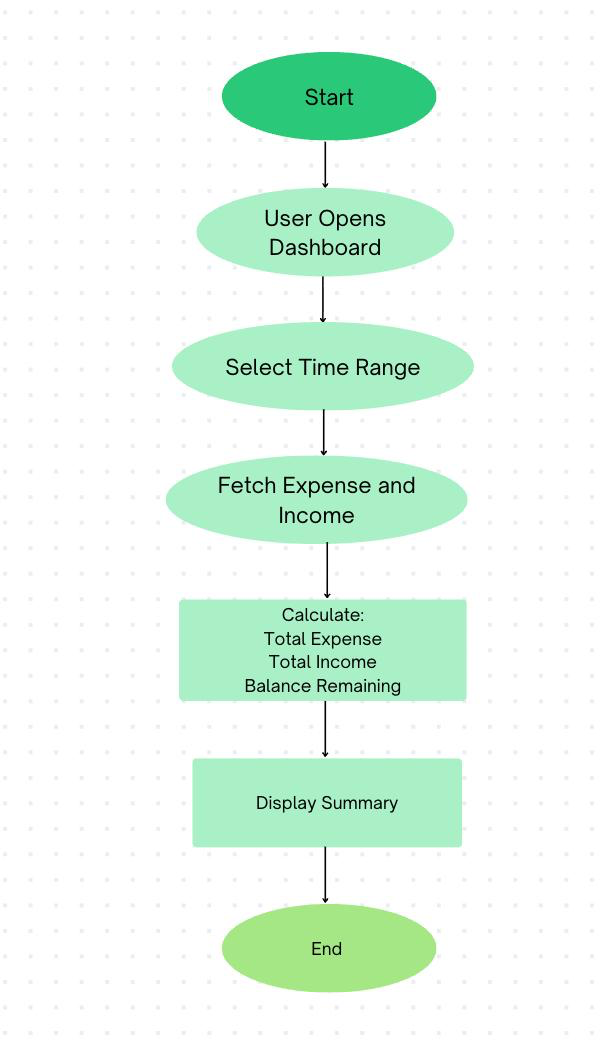 Start
User Opens
Dashboard
Select Time Range
Fetch Expense and
Income
Calculate:
Total Expense
Total Income
Balance Remaining
Display Summary
End